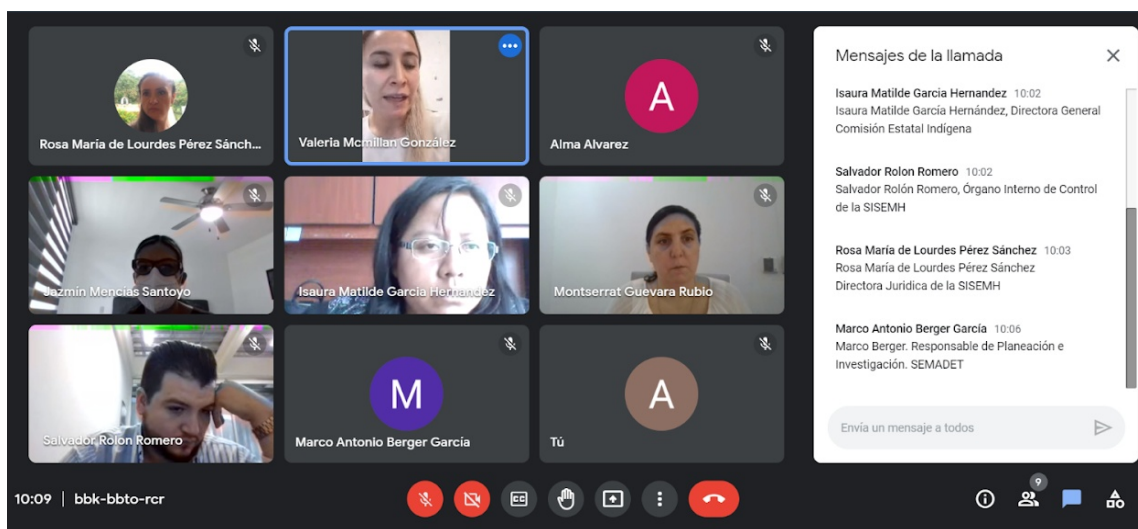 Rosa María de Lourdes Pérez Sánch...
Valeria Mcmillan González
A
Alma Alvarez
Jazmín Mencías Santoyo
Isaura Matilde Garcia Hernandez
Montserrat Guevara Rubio
Salvador Rolon Romero
M
Marco Antonio Berger García
A
Tú
Mensajes de la llamada
Isaura Matilde Garcia Hernandez 10:02
Isaura Matilde García Hernández, Directora General
Comisión Estatal Indígena
Salvador Rolon Romero 10:02
Salvador Rolón Romero, Órgano Interno de Control
de la SISEMH
Rosa María de Lourdes Pérez Sánchez 10:03
Rosa María de Lourdes Pérez Sánchez
Directora Juridica de la SISEMH
Marco Antonio Berger García 10:06
Marco Berger. Responsable de Planeación e
Investigación. SEMADET
Envía un mensaje a todos
10:09 | bbk-bbto-rcr
CC
9